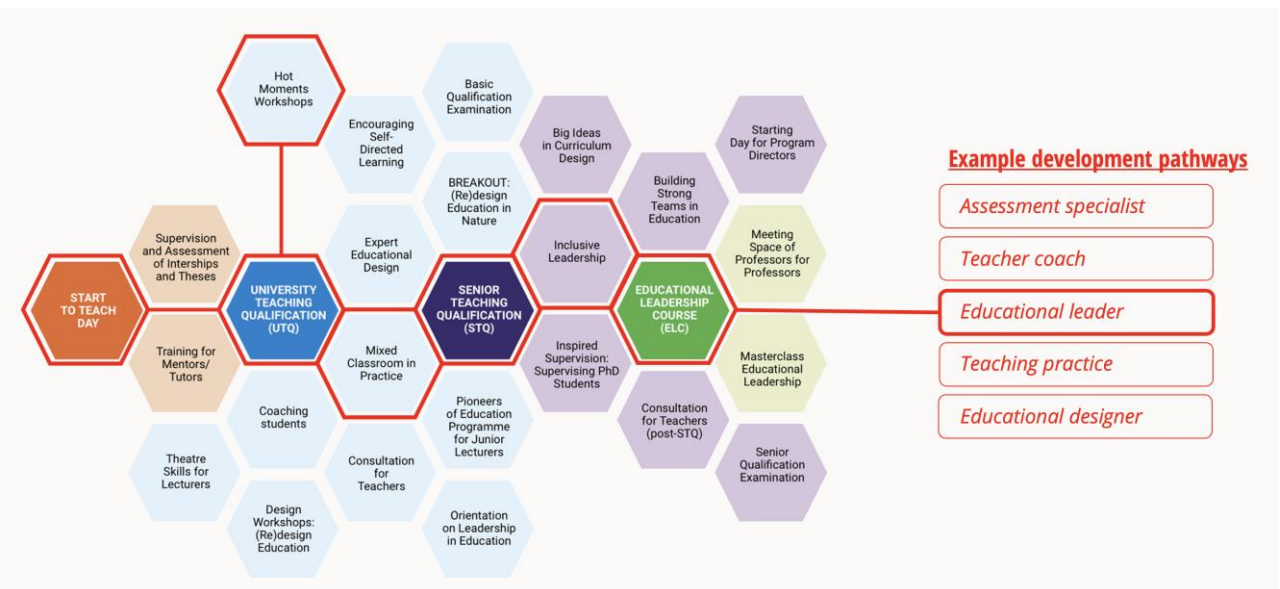 Hot
Moments
Workshops
Basic
Qualification
Examination
Encouraging
Self-
Directed
Learning
Big Ideas
in Curriculum
Design
Starting
Day for Program
Directors
BREAKOUT:
(Re)design
Education in
Nature
Building
Strong
Teams in
Education
Supervision
and Assessment
of Interships
and Theses
Expert
Educational
Design
Inclusive
Leadership
Meeting
Space of
Professors for
Professors
START
TO TEACH
DAY
UNIVERSITY
TEACHING
QUALIFICATION
(UTQ)
SENIOR
TEACHING
QUALIFICATION
(STQ)
EDUCATIONAL
LEADERSHIP
COURSE
(ELC)
Training for
Mentors/
Tutors
Mixed
Classroom in
Practice
Inspired
Supervision:
Supervising PhD
Students
Masterclass
Educational
Leadership
Coaching
students
Pioneers
of Education
Programme
for Junior
Lecturers
Consultation
for Teachers
(post-STQ)
Theatre
Skills for
Lecturers
Consultation
for
Teachers
Senior
Qualification
Examination
Design
Workshops:
(Re)design
Education
Orientation
on Leadership
in Education
Example development pathways
Assessment specialist
Teacher coach
Educational leader
Teaching practice
Educational designer